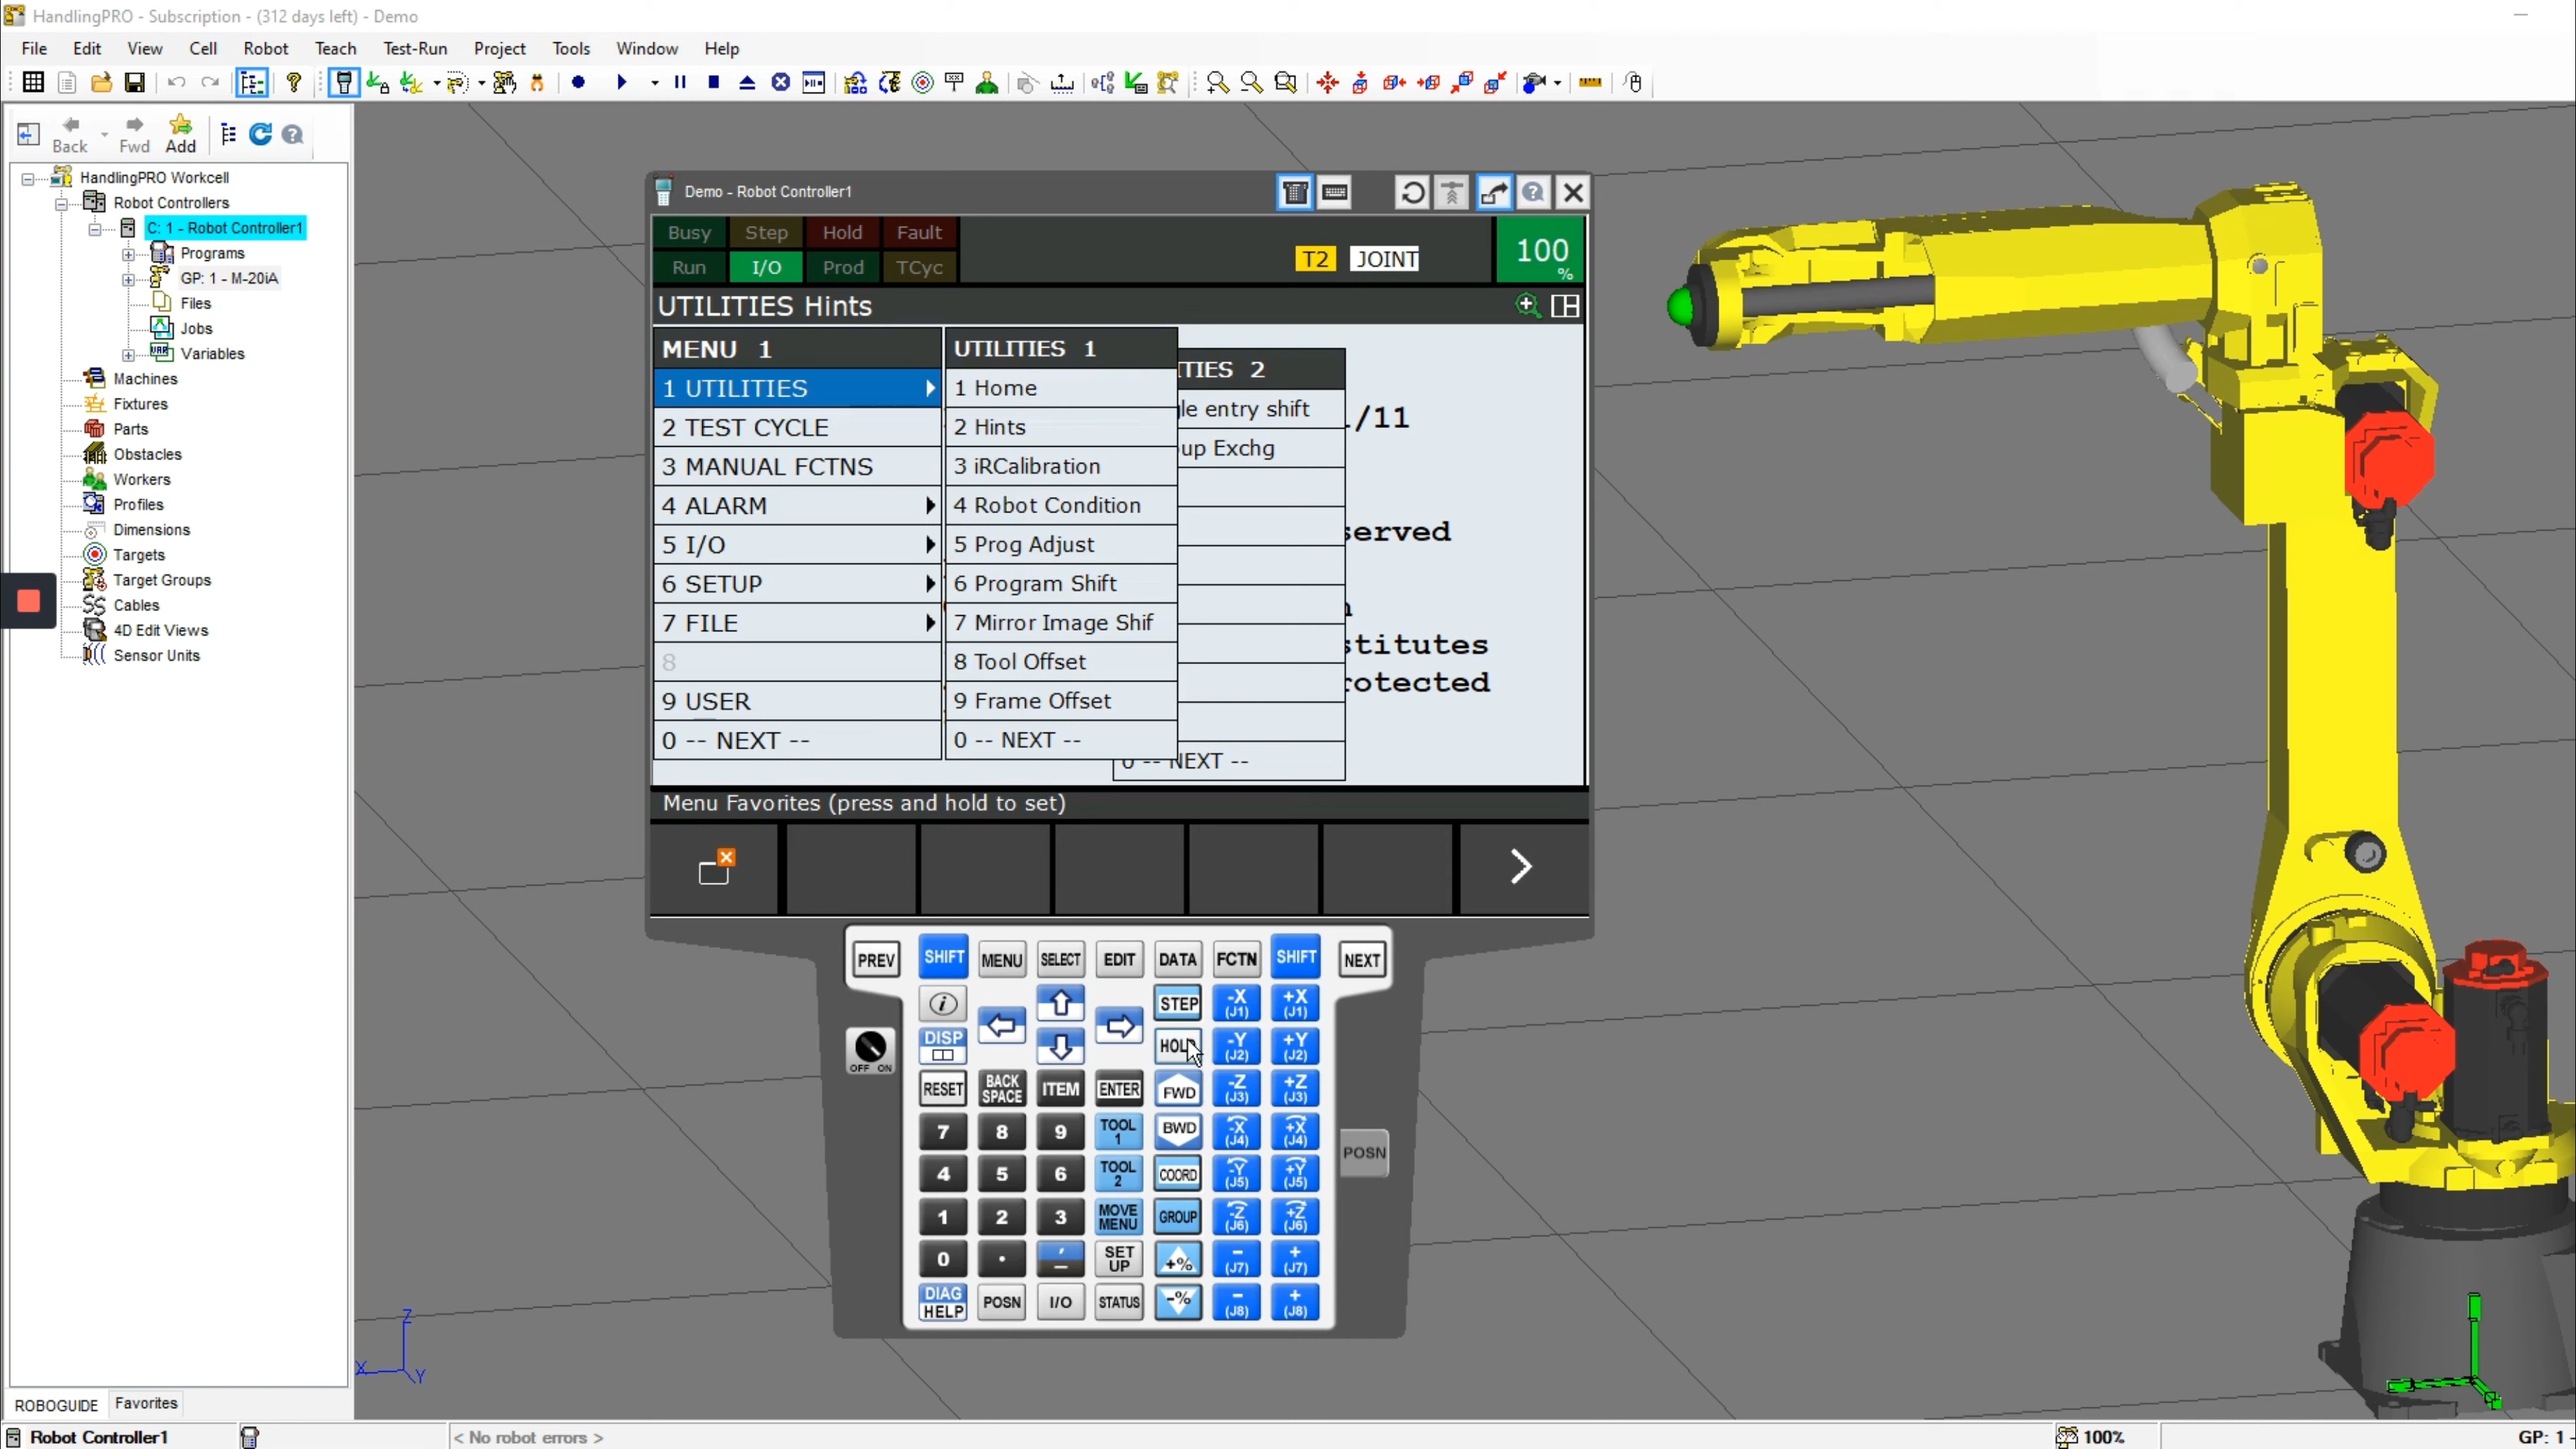 HandlingPRO - Subscription - (312 days left) - Demo
File Edit View Cell Robot Teach Test-Run Project Tools Window Help
Back Fwd Add
HandlingPRO Workcell
Robot Controllers
C: 1 - Robot Controller1
Programs
GP: 1 - M-20iA
Files
Jobs
Variables
Machines
Fixtures
Parts
Obstacles
Workers
Profiles
Dimensions
Targets
Target Groups
Cables
4D Edit Views
Sensor Units
ROBOGUIDE Favorites
Demo - Robot Controller1
Busy Step Hold Fault
Run I/O Prod TCyc
T2 JOINT
100
%
UTILITIES Hints
MENU 1
1 UTILITIES
2 TEST CYCLE
3 MANUAL FCTNS
4 ALARM
5 I/O
6 SETUP
7 FILE
8
9 USER
0 -- NEXT --
UTILITIES 1
1 Home
2 Hints
3 iRCalibration
4 Robot Condition
5 Prog Adjust
6 Program Shift
7 Mirror Image Shif
8 Tool Offset
9 Frame Offset
0 -- NEXT --
TIES 2
le entry shift
up Exchg
0 -- NEXT --
/11
served
stitutes
rotected
Menu Favorites (press and hold to set)
PREV SHIFT MENU SELECT EDIT DATA FCTN SHIFT NEXT
i STEP -X (J1) +X (J1)
DISP HOLD -Y (J2) +Y (J2)
OFF ON
RESET BACK SPACE ITEM ENTER FWD -Z (J3) +Z (J3)
7 8 9 TOOL 1 BWD -X (J4) +X (J4)
POSN
4 5 6 TOOL 2 COORD -Y (J5) +Y (J5)
1 2 3 MOVE MENU GROUP -Z (J6) +Z (J6)
0 . , – SET UP +% – (J7) + (J7)
DIAG HELP POSN I/O STATUS -% – (J8) + (J8)
Z
X
Y
Robot Controller1 < No robot errors > 100% GP: 1 -